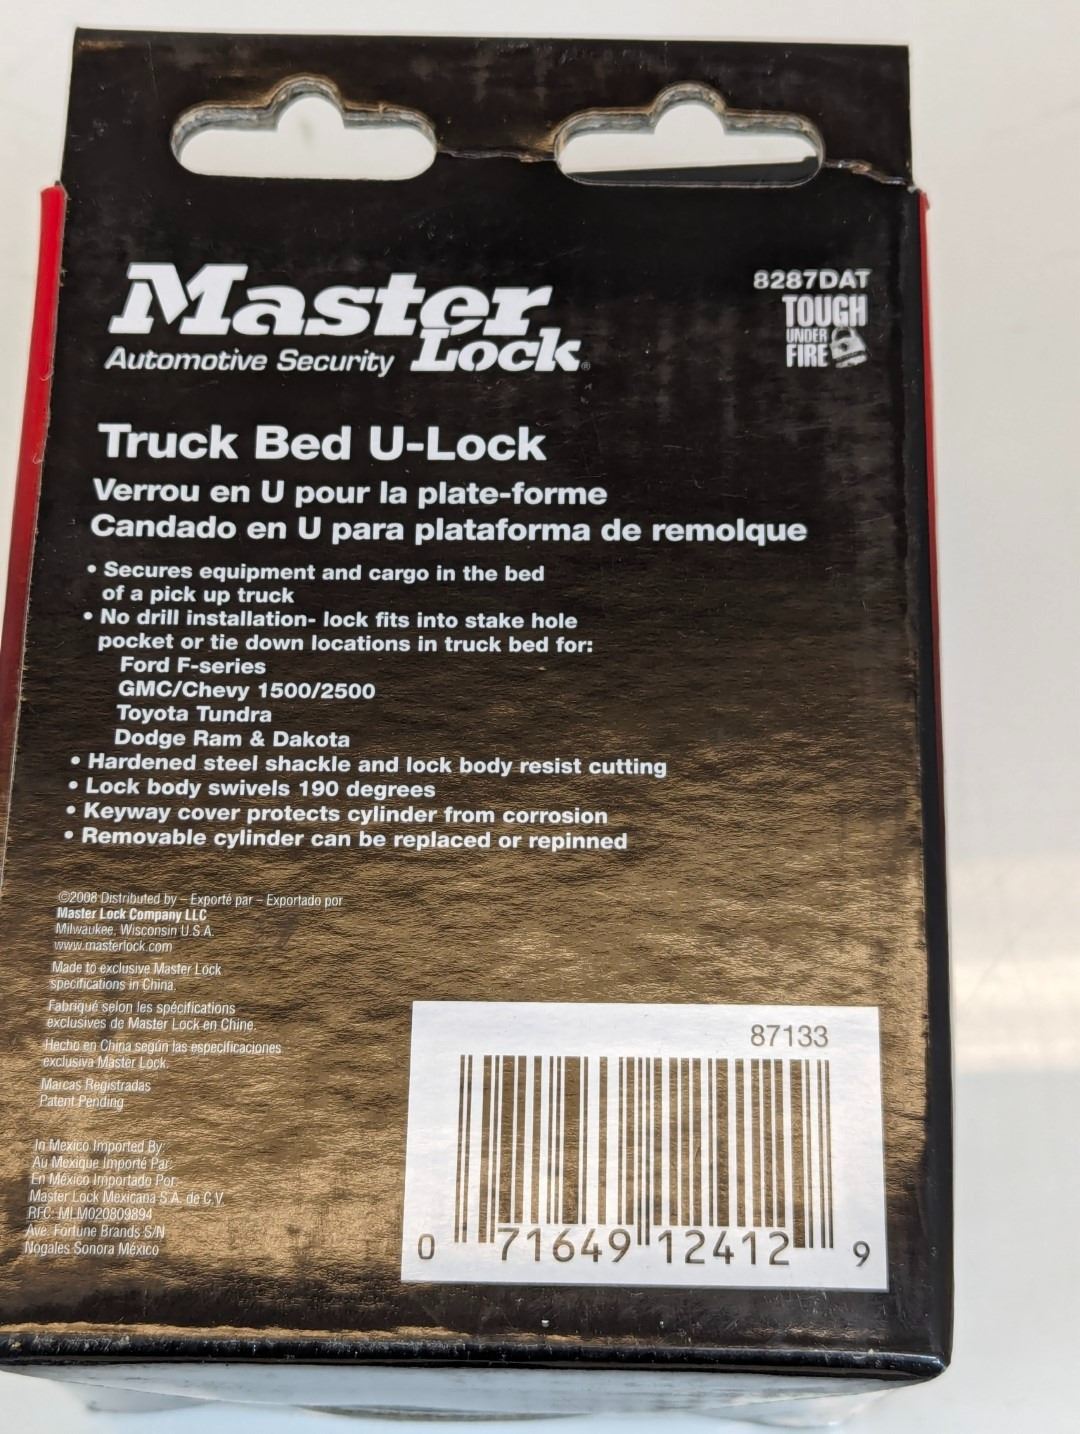 Master
Lock®
Automotive Security
8287DAT
TOUGH
UNDER
FIRE
Truck Bed U-Lock
Verrou en U pour la plate-forme
Candado en U para plataforma de remolque
• Secures equipment and cargo in the bed
of a pick up truck
• No drill installation- lock fits into stake hole
pocket or tie down locations in truck bed for:
Ford F-series
GMC/Chevy 1500/2500
Toyota Tundra
Dodge Ram & Dakota
• Hardened steel shackle and lock body resist cutting
• Lock body swivels 190 degrees
• Keyway cover protects cylinder from corrosion
• Removable cylinder can be replaced or repinned
©2008 Distributed by – Exporté par – Exportado por
Master Lock Company LLC
Milwaukee, Wisconsin U.S.A.
www.masterlock.com
Made to exclusive Master Lock
specifications in China.
Fabriqué selon les spécifications
exclusives de Master Lock en Chine.
Hecho en China según las especificaciones
exclusiva Master Lock.
Marcas Registradas
Patent Pending
In Mexico Imported By:
Au Mexique Importé Par:
En México Importado Por:
Master Lock Mexicana S.A. de C.V.
RFC: MLM020809894
Ave. Fortune Brands S/N
Nogales Sonora México
87133
0 71649 12412 9